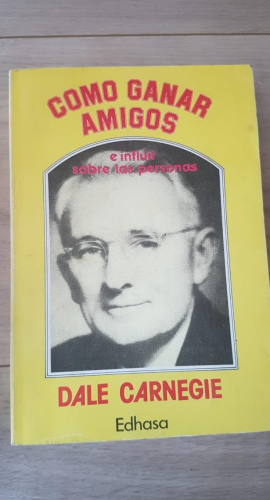 COMO GANAR
AMIGOS
e influir
sobre las personas
DALE CARNEGIE
Edhasa